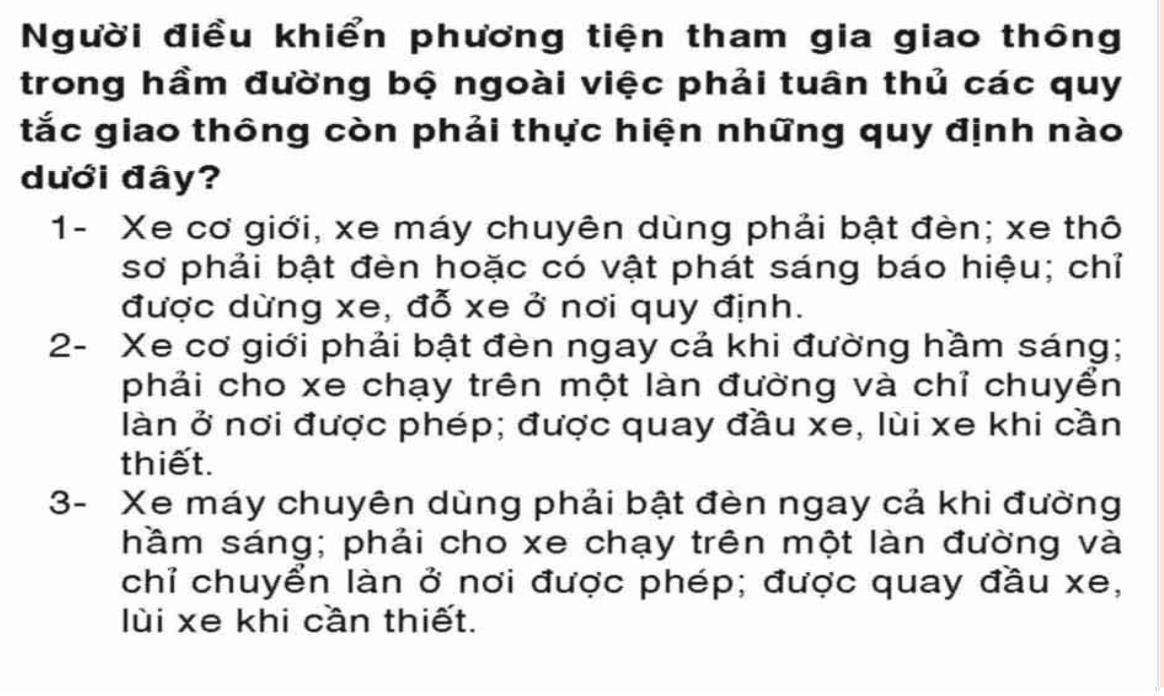 Người điều khiển phương tiện tham gia giao thông
trong hầm đường bộ ngoài việc phải tuân thủ các quy
tắc giao thông còn phải thực hiện những quy định nào
dưới đây?
1- Xe cơ giới, xe máy chuyên dùng phải bật đèn; xe thô
sơ phải bật đèn hoặc có vật phát sáng báo hiệu; chỉ
được dừng xe, đỗ xe ở nơi quy định.
2- Xe cơ giới phải bật đèn ngay cả khi đường hầm sáng;
phải cho xe chạy trên một làn đường và chỉ chuyển
làn ở nơi được phép; được quay đầu xe, lùi xe khi cần
thiết.
3- Xe máy chuyên dùng phải bật đèn ngay cả khi đường
hầm sáng; phải cho xe chạy trên một làn đường và
chỉ chuyển làn ở nơi được phép; được quay đầu xe,
lùi xe khi cần thiết.